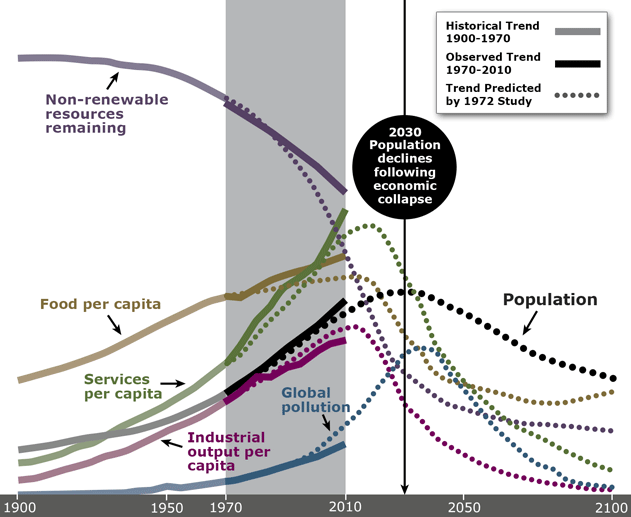 Historical Trend
1900-1970
Observed Trend
1970-2010
Trend Predicted
by 1972 Study
Non-renewable
resources
remaining
2030
Population
declines
following
economic
collapse
Food per capita
Population
Services
per capita
Global
pollution
Industrial
output per
capita
1900
1950
1970
2010
2050
2100